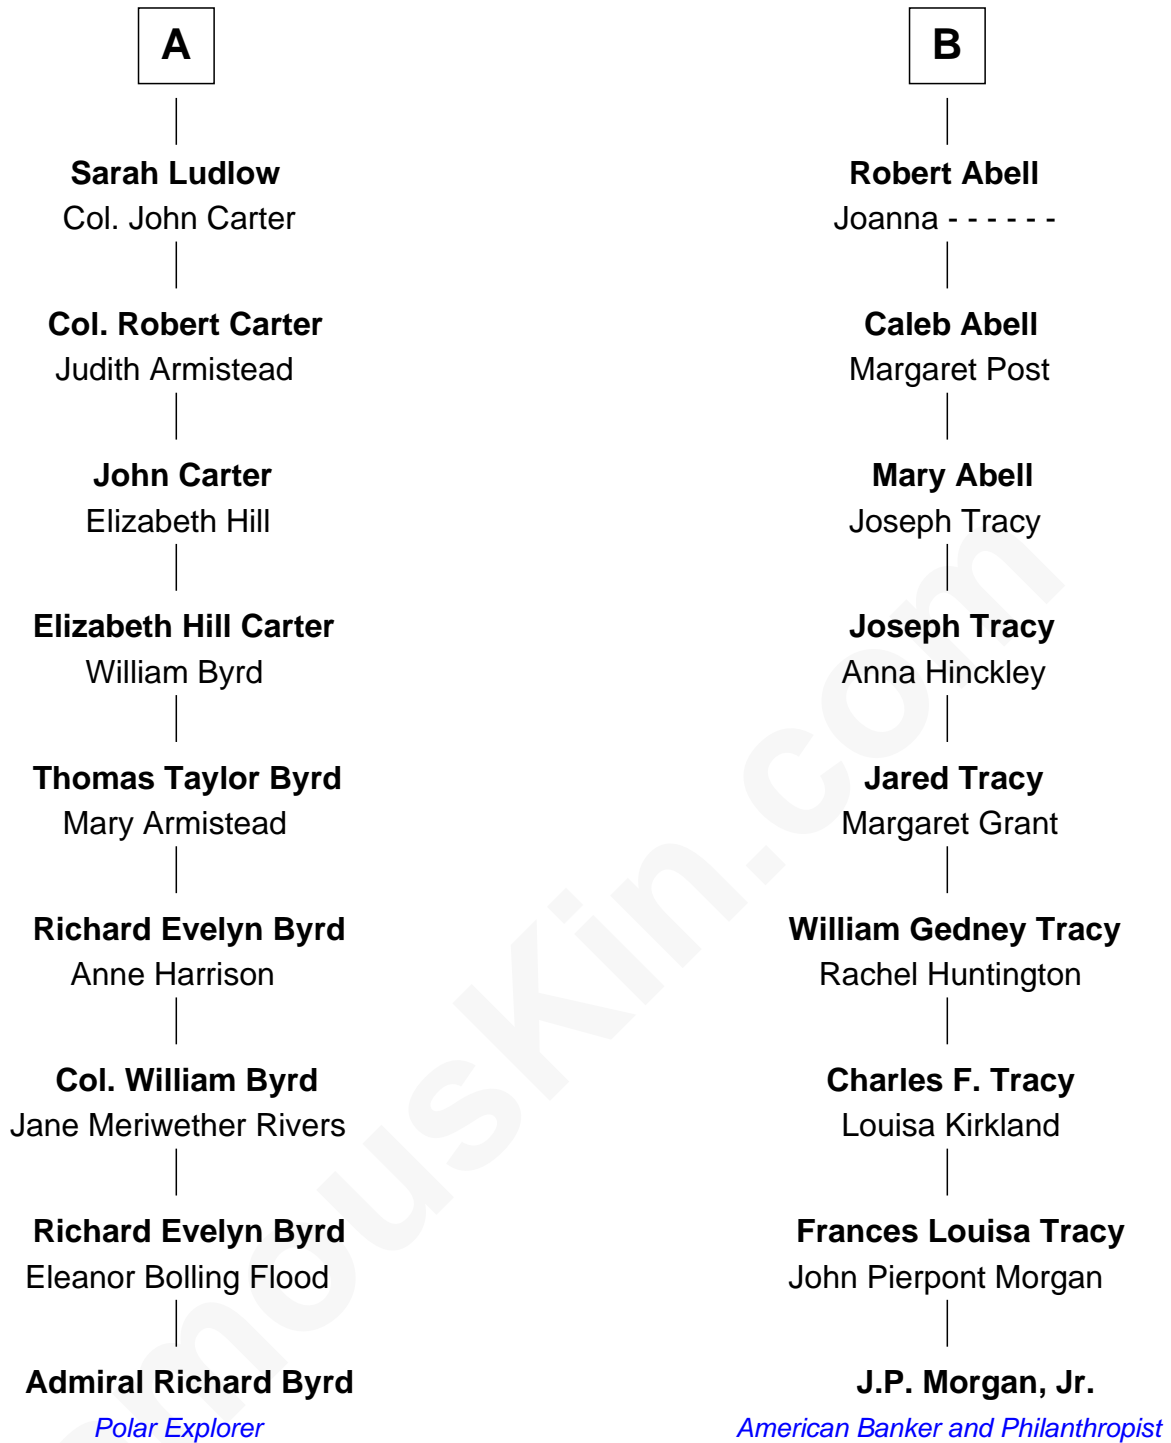 A
Sarah Ludlow
Col. John Carter
Col. Robert Carter
Judith Armistead
John Carter
Elizabeth Hill
Elizabeth Hill Carter
William Byrd
Thomas Taylor Byrd
Mary Armistead
Richard Evelyn Byrd
Anne Harrison
Col. William Byrd
Jane Meriwether Rivers
Richard Evelyn Byrd
Eleanor Bolling Flood
Admiral Richard Byrd
Polar Explorer
B
Robert Abell
Joanna - - - - - -
Caleb Abell
Margaret Post
Mary Abell
Joseph Tracy
Joseph Tracy
Anna Hinckley
Jared Tracy
Margaret Grant
William Gedney Tracy
Rachel Huntington
Charles F. Tracy
Louisa Kirkland
Frances Louisa Tracy
John Pierpont Morgan
J.P. Morgan, Jr.
American Banker and Philanthropist
mousKin.com